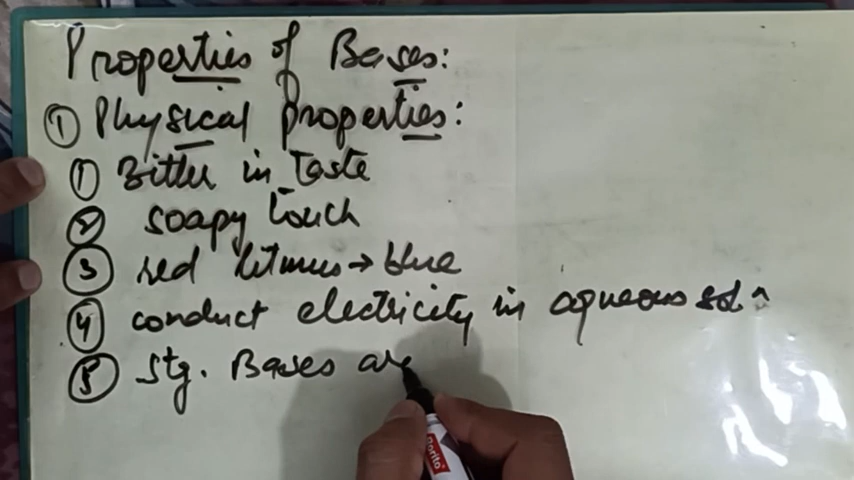 Properties of Bases:
① Physical properties:
① Bitter in taste
② soapy touch
③ red litmus → blue
④ conduct electricity in aqueous solⁿ
⑤ stg. Bases are